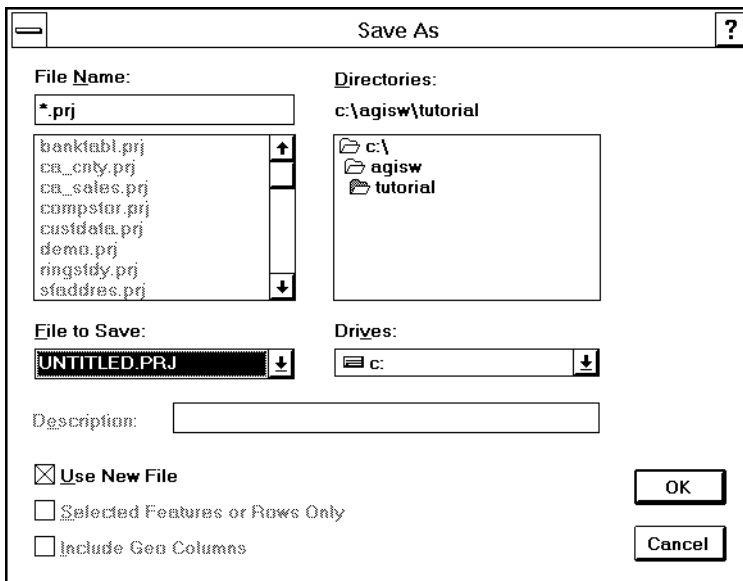 Save As
?
File Name:
*.prj
banktabl.prj
ca_cnty.prj
ca_sales.prj
compstor.prj
custdata.prj
demo.prj
ringstdy.prj
staddres.prj
Directories:
c:\agisw\tutorial
c:\
agisw
tutorial
File to Save:
UNTITLED.PRJ
Drives:
c:
Description:
Use New File
Selected Features or Rows Only
Include Geo Columns
OK
Cancel